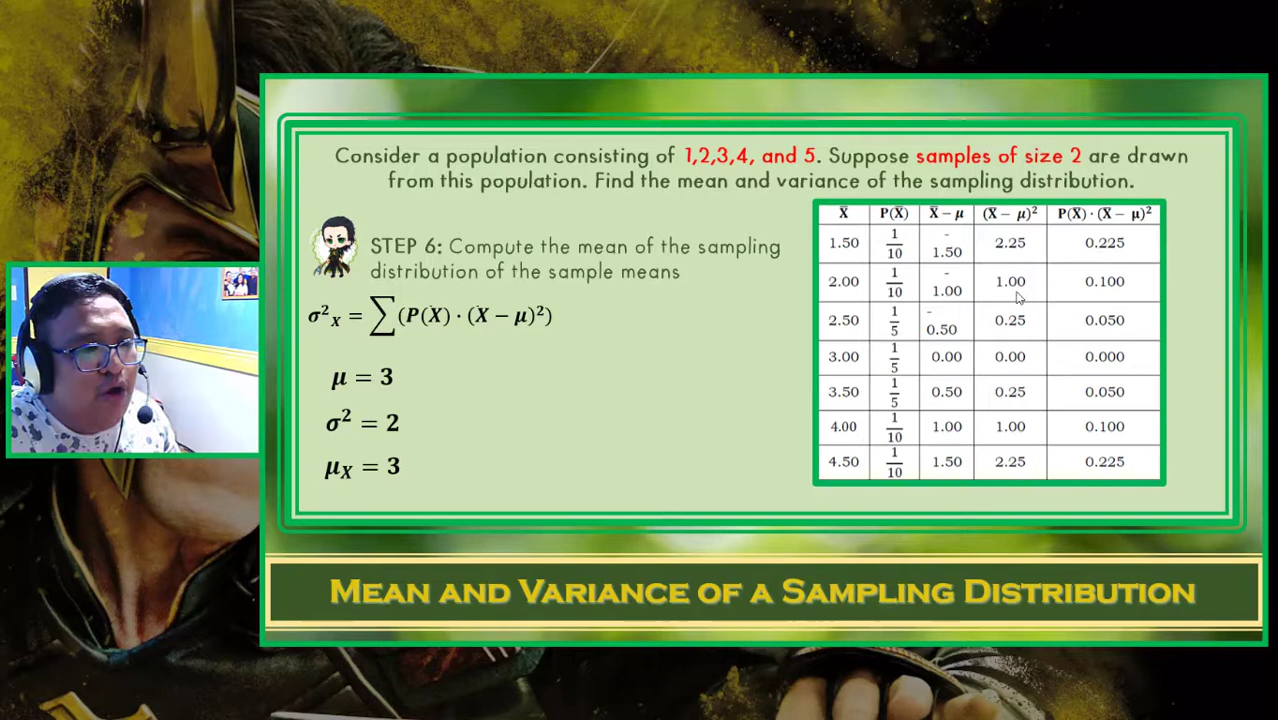 Consider a population consisting of 1,2,3,4, and 5. Suppose samples of size 2 are drawn
from this population. Find the mean and variance of the sampling distribution.
STEP 6: Compute the mean of the sampling
distribution of the sample means
σ²_X = ∑(P(X) · (X − μ)²)
μ = 3
σ² = 2
μ_X = 3
X̅ P(X̅) X̅ − μ (X̅ − μ)² P(X̅) · (X̅ − μ)²
1.50 1/10 -1.50 2.25 0.225
2.00 1/10 -1.00 1.00 0.100
2.50 1/5 -0.50 0.25 0.050
3.00 1/5 0.00 0.00 0.000
3.50 1/5 0.50 0.25 0.050
4.00 1/10 1.00 1.00 0.100
4.50 1/10 1.50 2.25 0.225
MEAN AND VARIANCE OF A SAMPLING DISTRIBUTION